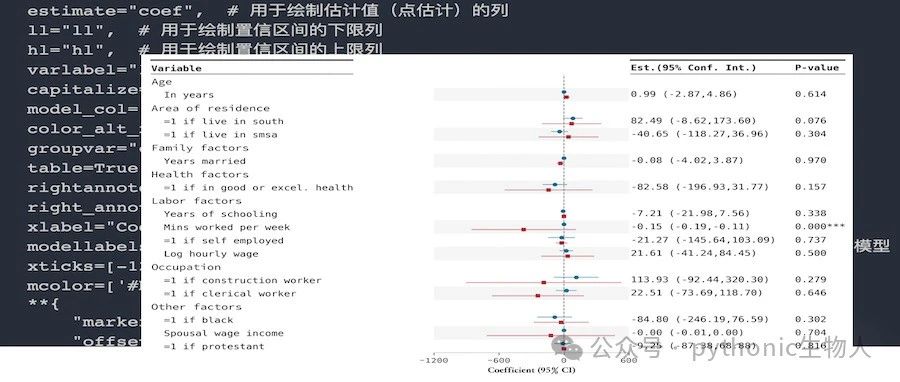 estimate="coef",  # 用于绘制估计值（点估计）的列
ll="ll",  # 用于绘制置信区间的下限列
hl="hl",  # 用于绘制置信区间的上限列
varlabel="
capitalize=
model_col=
color_alt_
groupvar="
table=True
rightannote
right_anno
xlabel="Coe
modellabels 模型
xticks=[-1
mcolor=['#
**{
"marker
"offset
Variable Est.(95% Conf. Int.) P-value
Age
In years 0.99 (-2.87,4.86) 0.614
Area of residence
=1 if live in south 82.49 (-8.62,173.60) 0.076
=1 if live in smsa -40.65 (-118.27,36.96) 0.304
Family factors
Years married -0.08 (-4.02,3.87) 0.970
Health factors
=1 if in good or excel. health -82.58 (-196.93,31.77) 0.157
Labor factors
Years of schooling -7.21 (-21.98,7.56) 0.338
Mins worked per week -0.15 (-0.19,-0.11) 0.000***
=1 if self employed -21.27 (-145.64,103.09) 0.737
Log hourly wage 21.61 (-41.24,84.45) 0.500
Occupation
=1 if construction worker 113.93 (-92.44,320.30) 0.279
=1 if clerical worker 22.51 (-73.69,118.70) 0.646
Other factors
=1 if black -84.80 (-246.19,76.59) 0.302
Spousal wage income -0.00 (-0.01,0.00) 0.704
=1 if protestant -9.25 (-87.38,68.88) 0.816
-1200 -600 0 600
Coefficient (95% CI)
公众号 · pythonic生物人